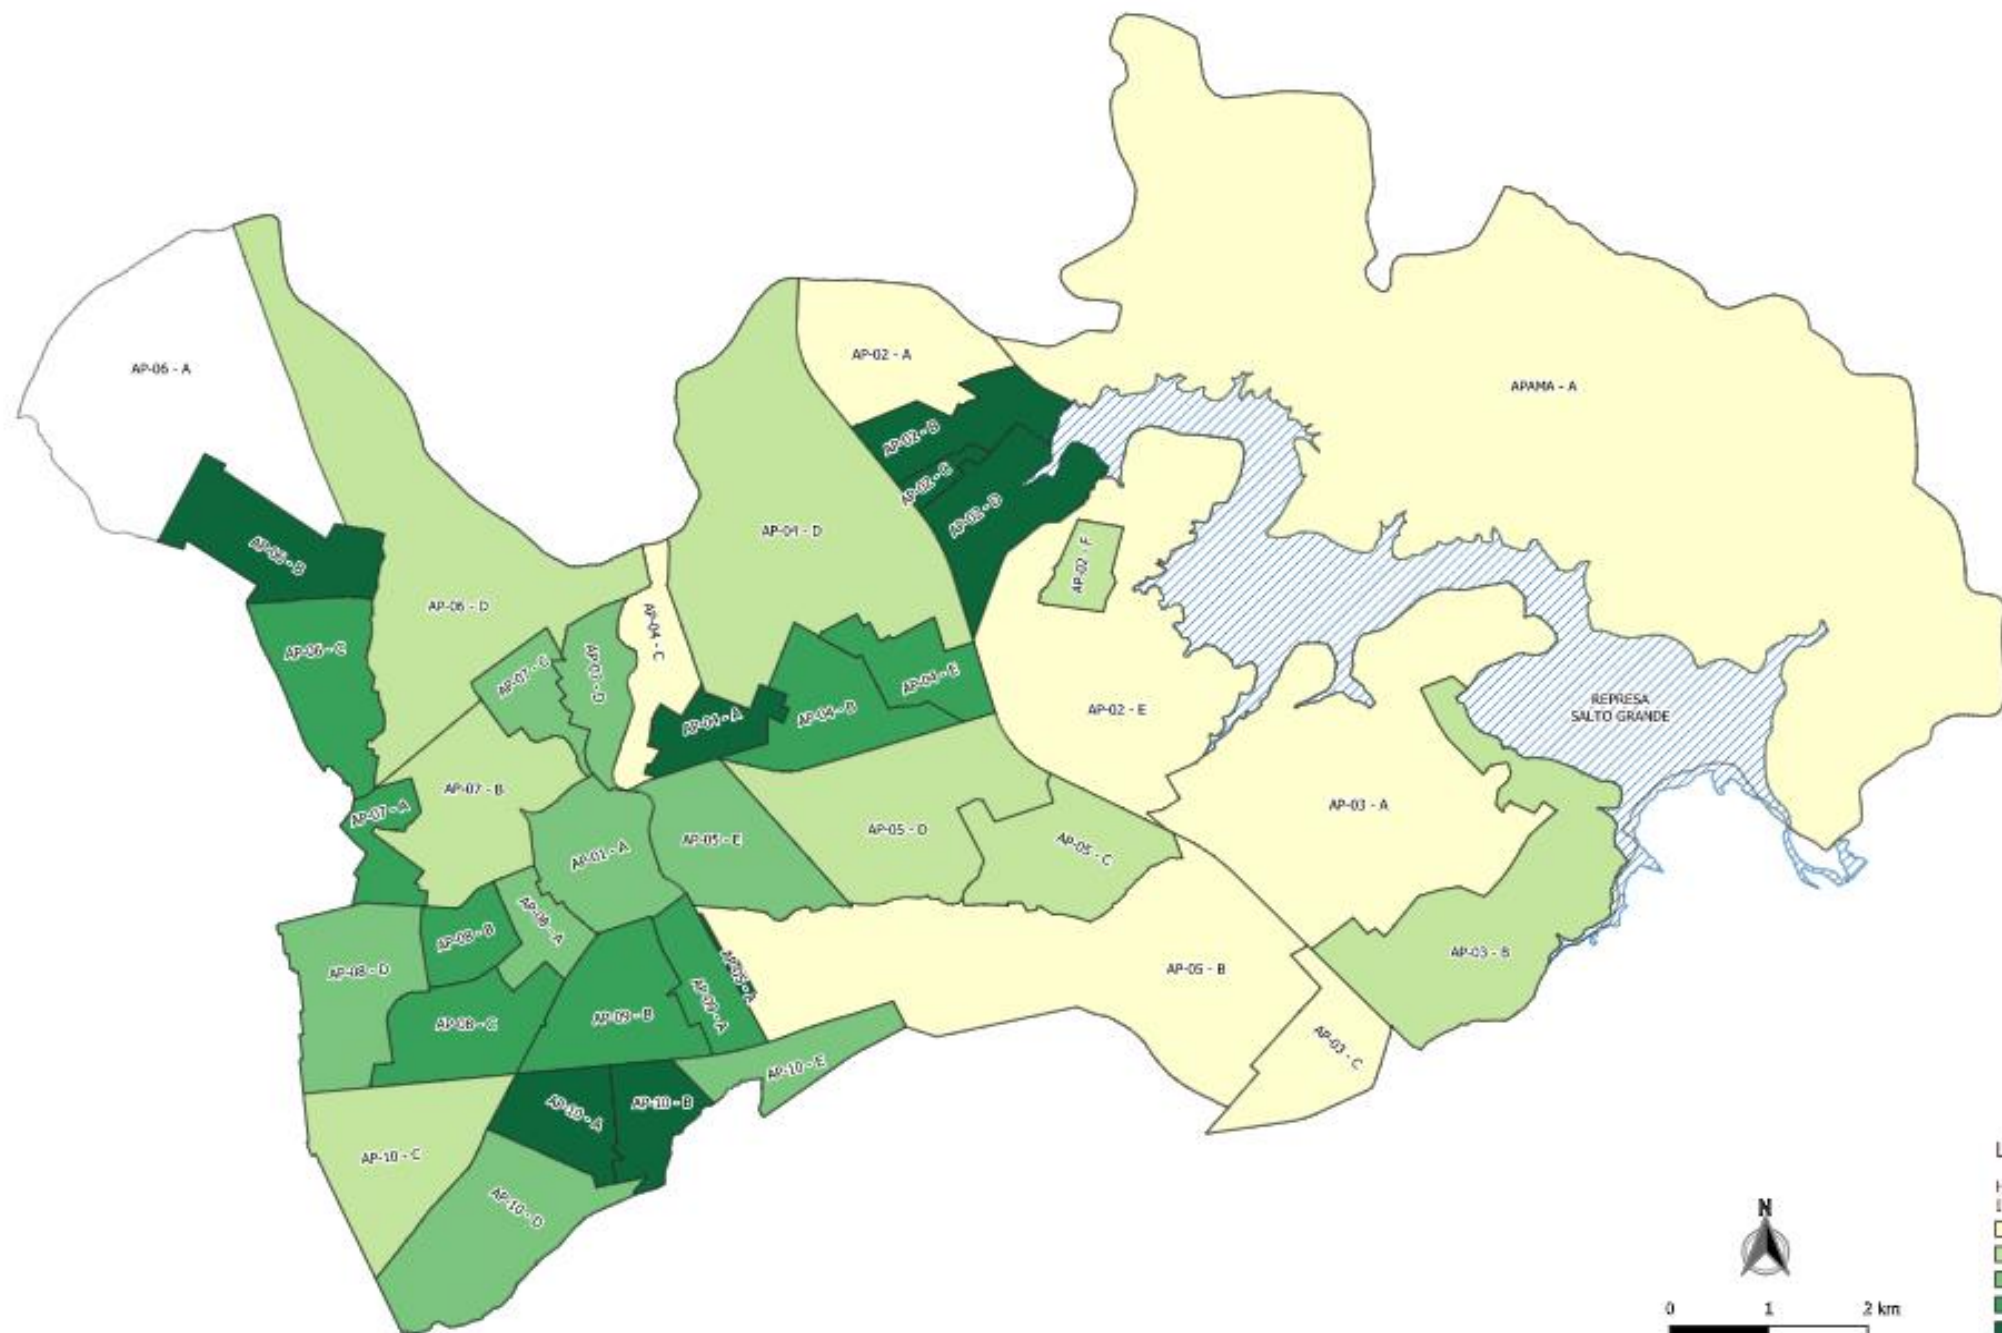 AP-06 - A
AP-02 - A
APAMA - A
AP-02 - B
AP-02 - C
AP-02 - D
AP-04 - D
AP-06 - B
AP-02 - F
AP-06 - D
AP-04 - C
AP-06 - C
AP-07 - C
AP-04 - E
AP-04 - A
AP-04 - B
AP-02 - E
REPRESA
SALTO GRANDE
AP-07 - B
AP-07 - A
AP-03 - A
AP-05 - D
AP-05 - E
AP-05 - C
AP-01 - A
AP-08 - A
AP-08 - B
AP-03 - B
AP-08 - D
AP-05 - A
AP-05 - B
AP-09 - A
AP-09 - B
AP-08 - C
AP-03 - C
AP-10 - E
AP-10 - A
AP-10 - B
AP-10 - C
AP-10 - D
N
0 1 2 km